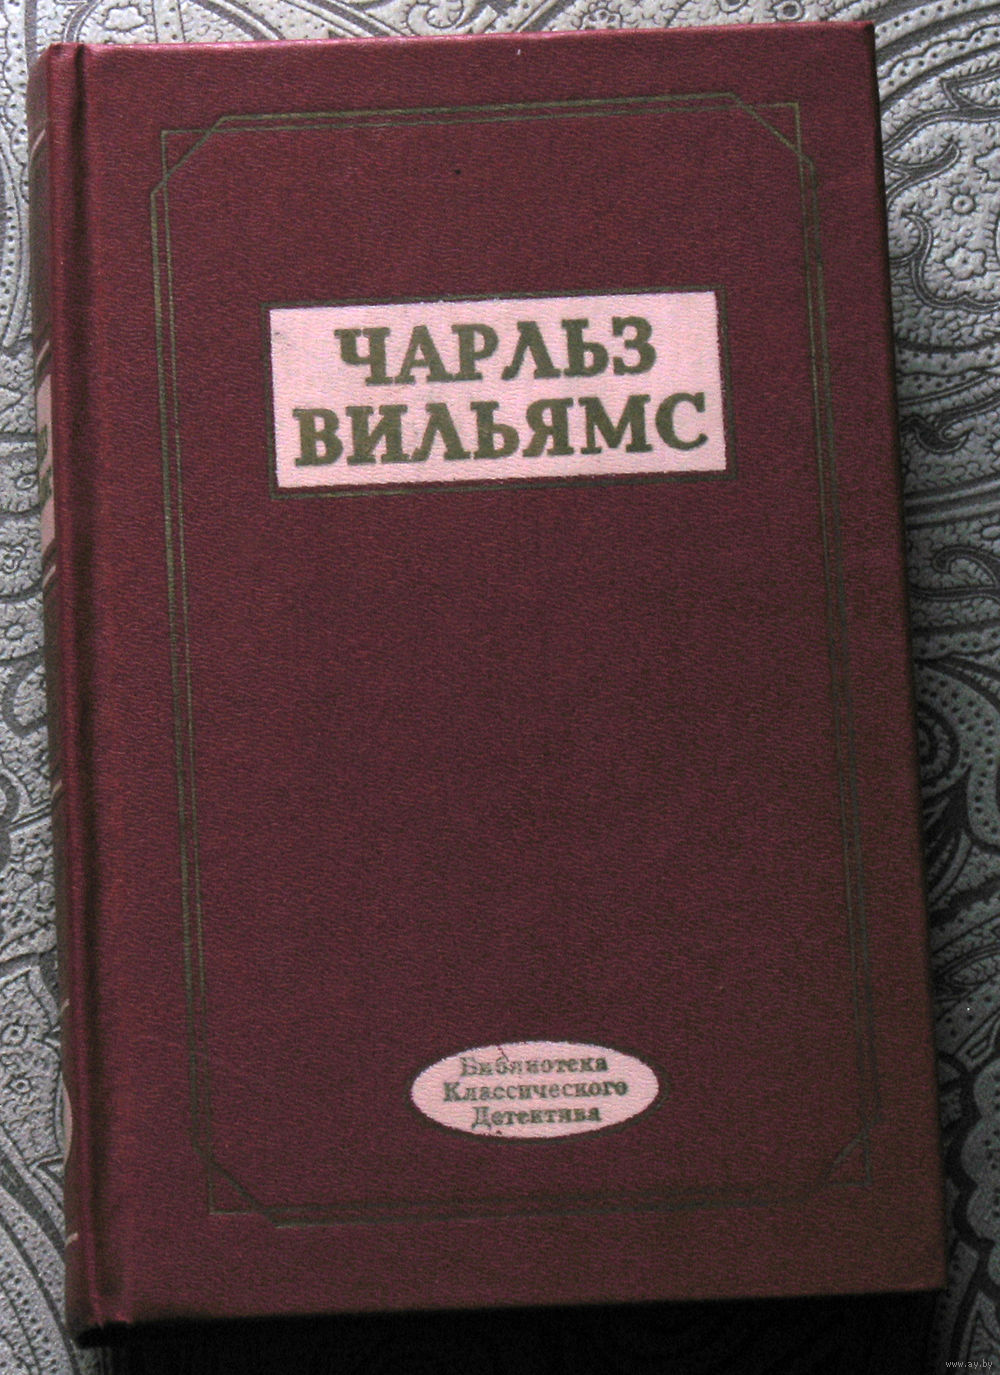 ЧАРЛЬЗ
ВИЛЬЯМС
Библиотека
Классического
Детектива
www.ay.by